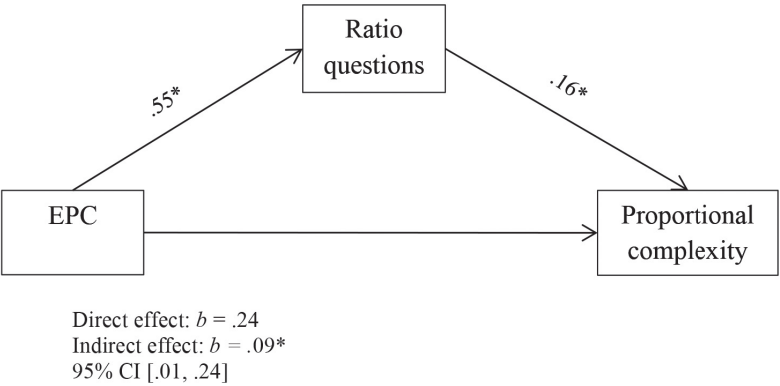 Ratio
questions
.55*
.16*
EPC
Proportional
complexity
Direct effect: b = .24
Indirect effect: b = .09*
95% CI [.01, .24]